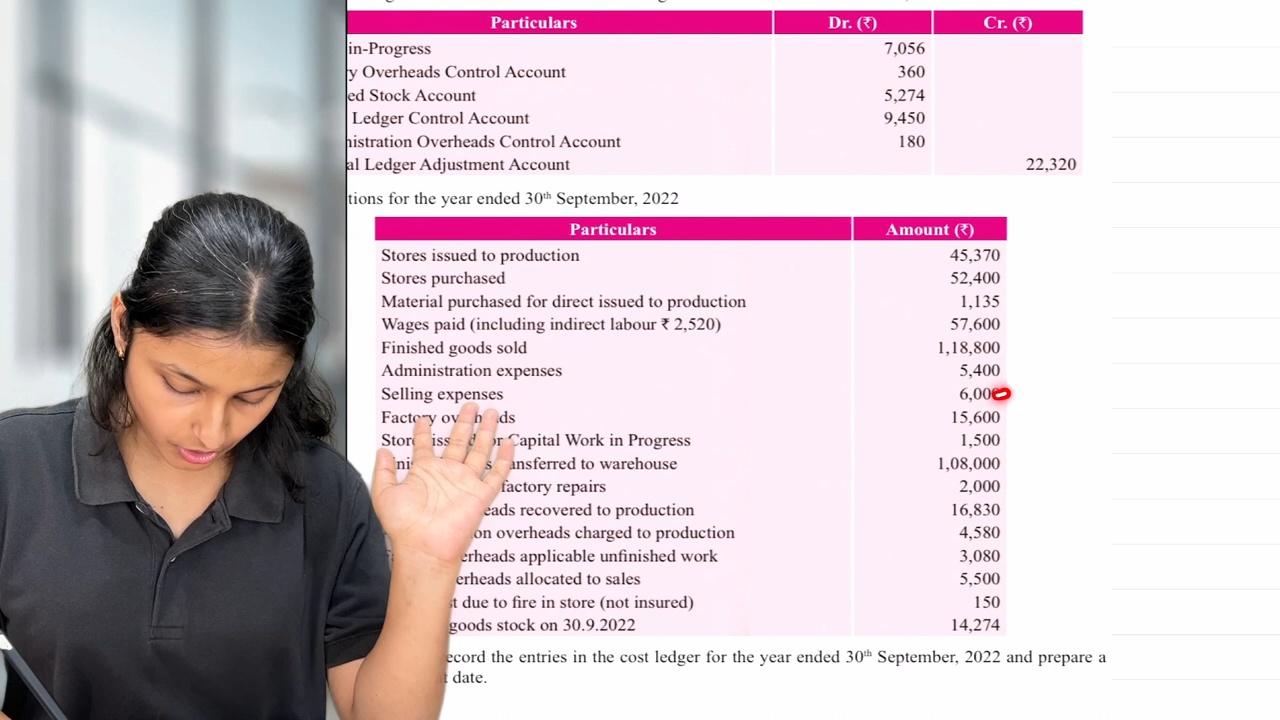 Particulars Dr. (₹) Cr. (₹)
in-Progress 7,056
y Overheads Control Account 360
ed Stock Account 5,274
Ledger Control Account 9,450
nistration Overheads Control Account 180
al Ledger Adjustment Account 22,320
tions for the year ended 30th September, 2022
Particulars Amount (₹)
Stores issued to production 45,370
Stores purchased 52,400
Material purchased for direct issued to production 1,135
Wages paid (including indirect labour ₹ 2,520) 57,600
Finished goods sold 1,18,800
Administration expenses 5,400
Selling expenses
Factory 15,600
Capital Work in Progress 1,500
ansferred to warehouse 1,08,000
factory repairs 2,000
eads recovered to production 16,830
on overheads charged to production 4,580
erheads applicable unfinished work 3,080
erheads allocated to sales 5,500
t due to fire in store (not insured) 150
goods stock on 30.9.2022 14,274
ecord the entries in the cost ledger for the year ended 30th September, 2022 and prepare a
t date.